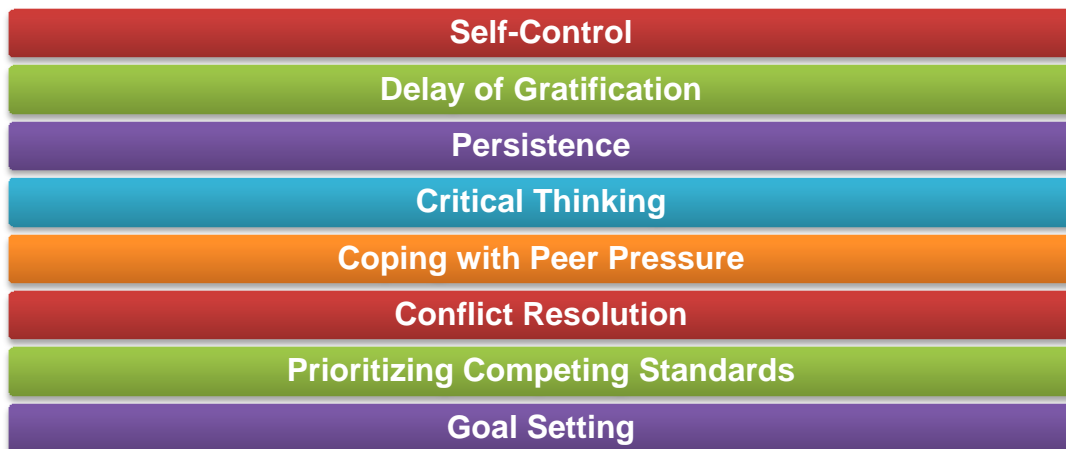 Self-Control
Delay of Gratification
Persistence
Critical Thinking
Coping with Peer Pressure
Conflict Resolution
Prioritizing Competing Standards
Goal Setting